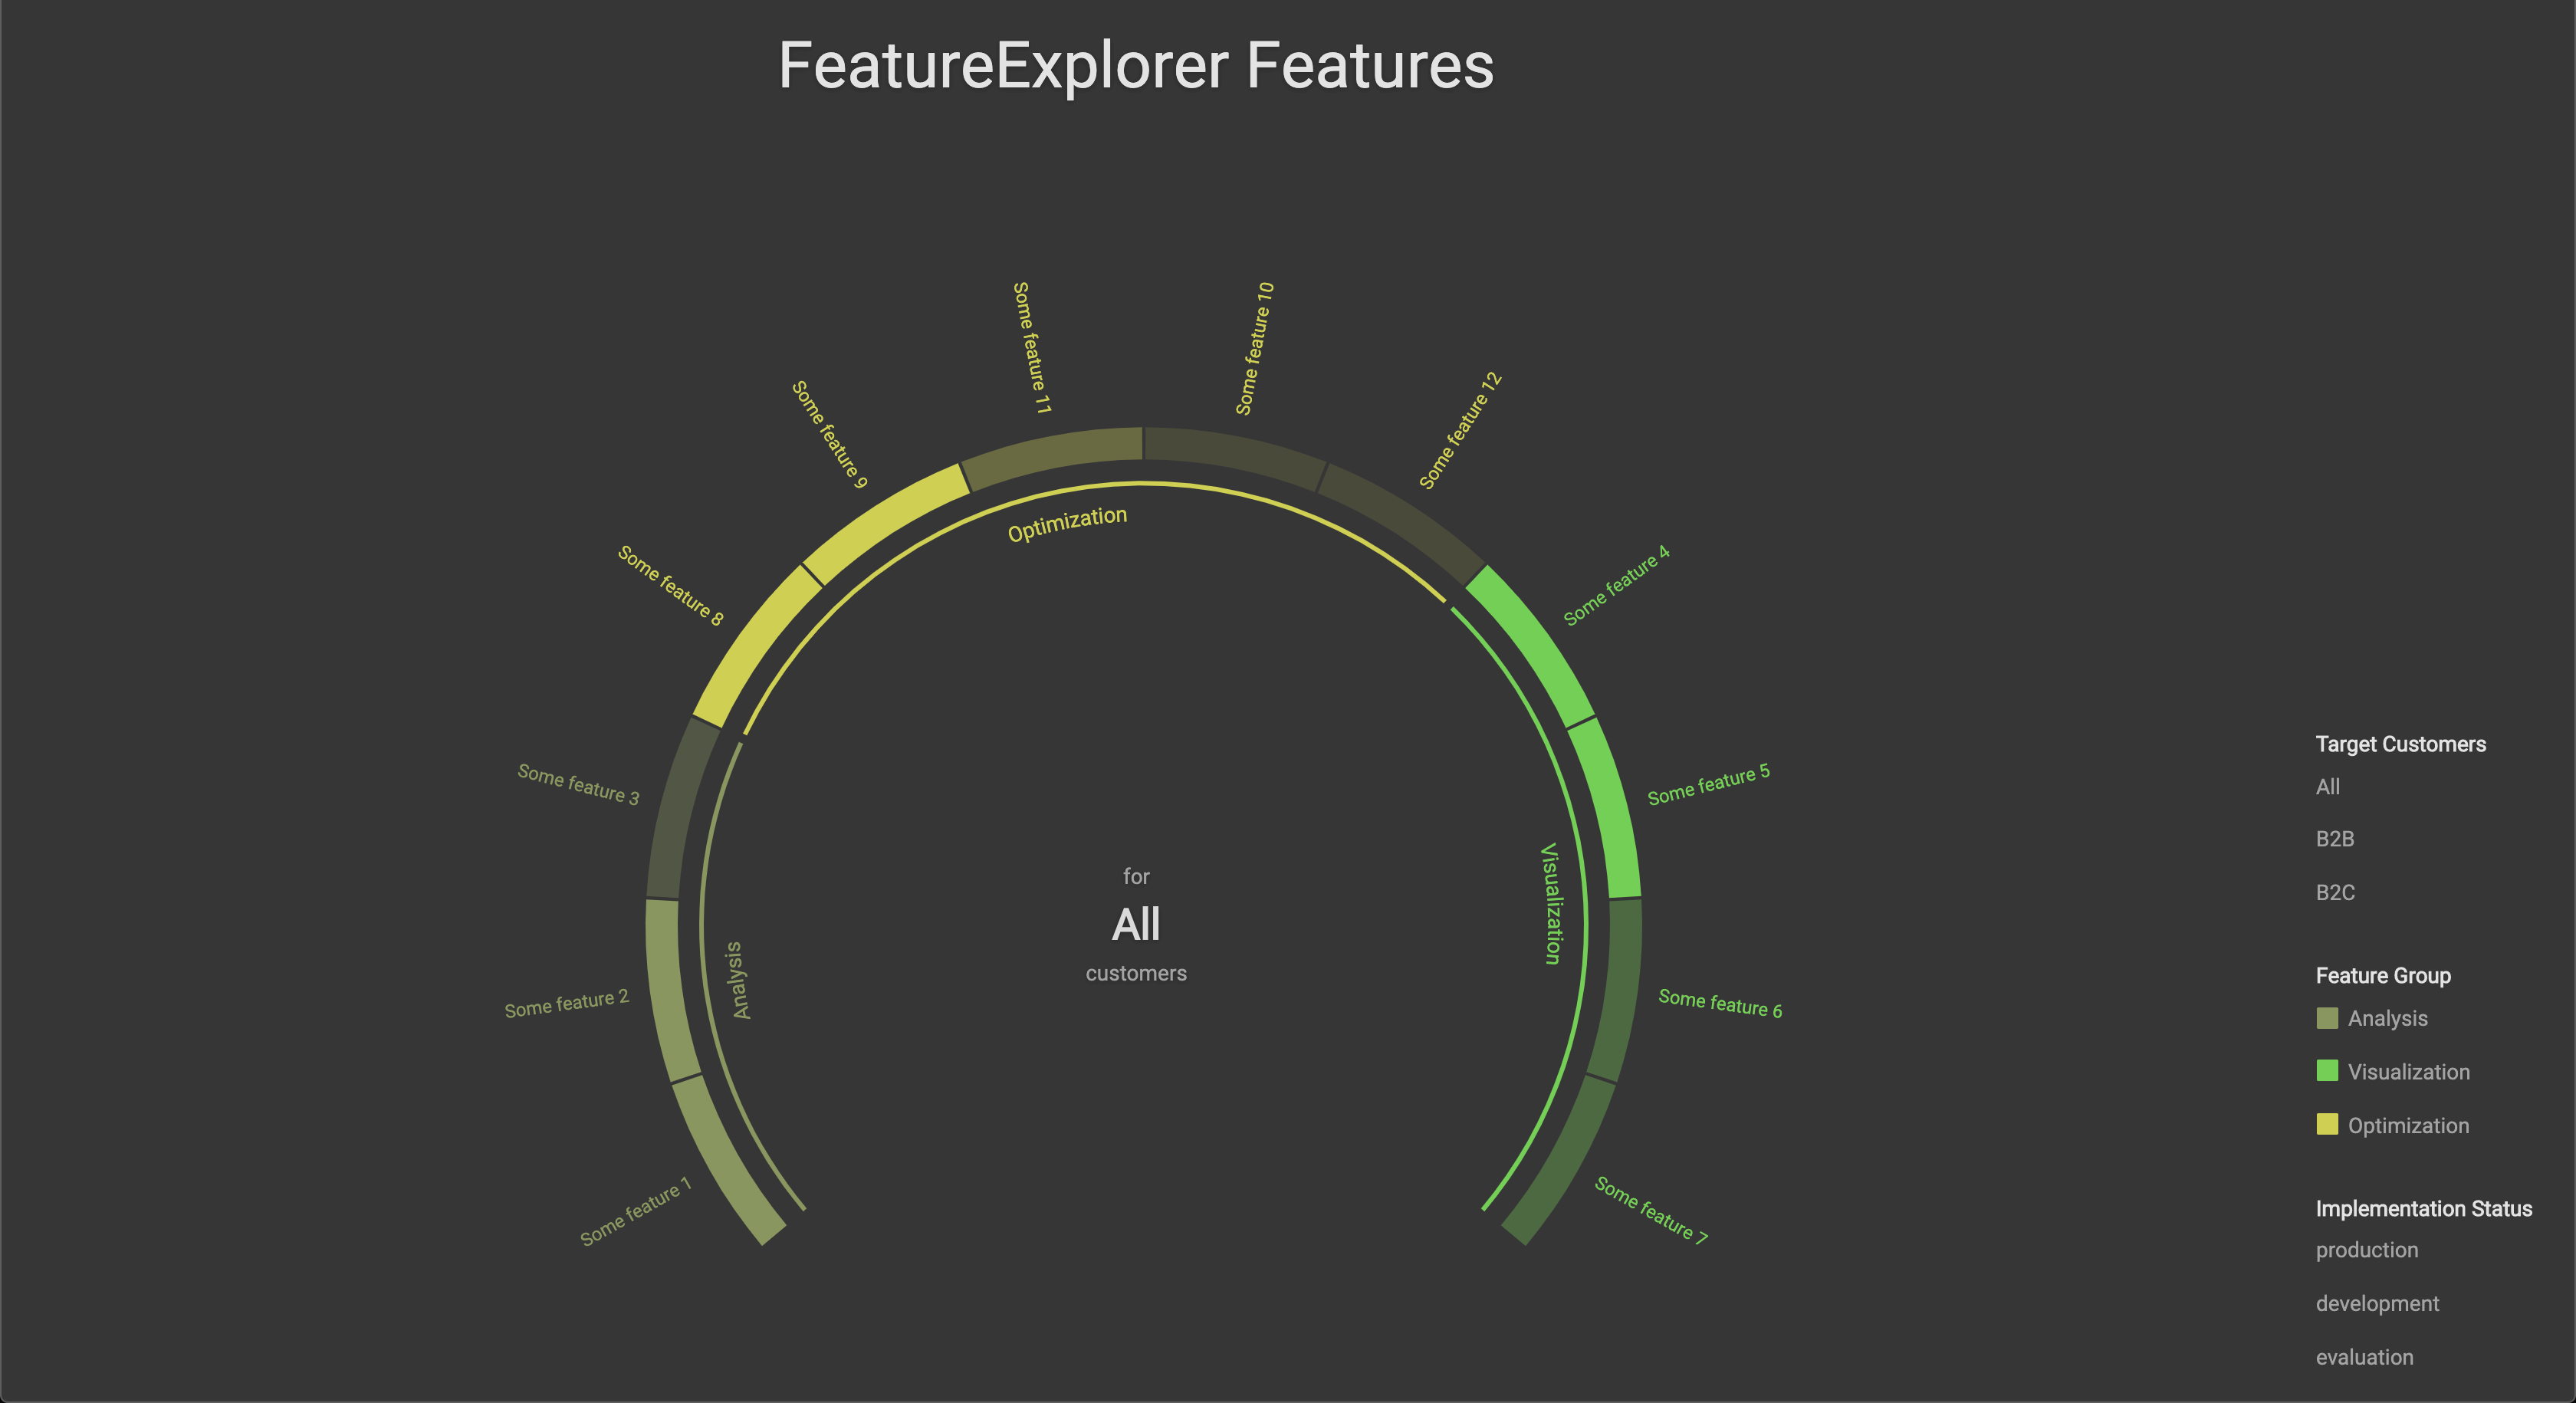 FeatureExplorer Features
Some feature 1
Some feature 2
Some feature 3
Some feature 8
Some feature 9
Some feature 11
Some feature 10
Some feature 12
Some feature 4
Some feature 5
Some feature 6
Some feature 7
Analysis
Optimization
Visualization
for
All
customers
Target Customers
All
B2B
B2C
Feature Group
Analysis
Visualization
Optimization
Implementation Status
production
development
evaluation